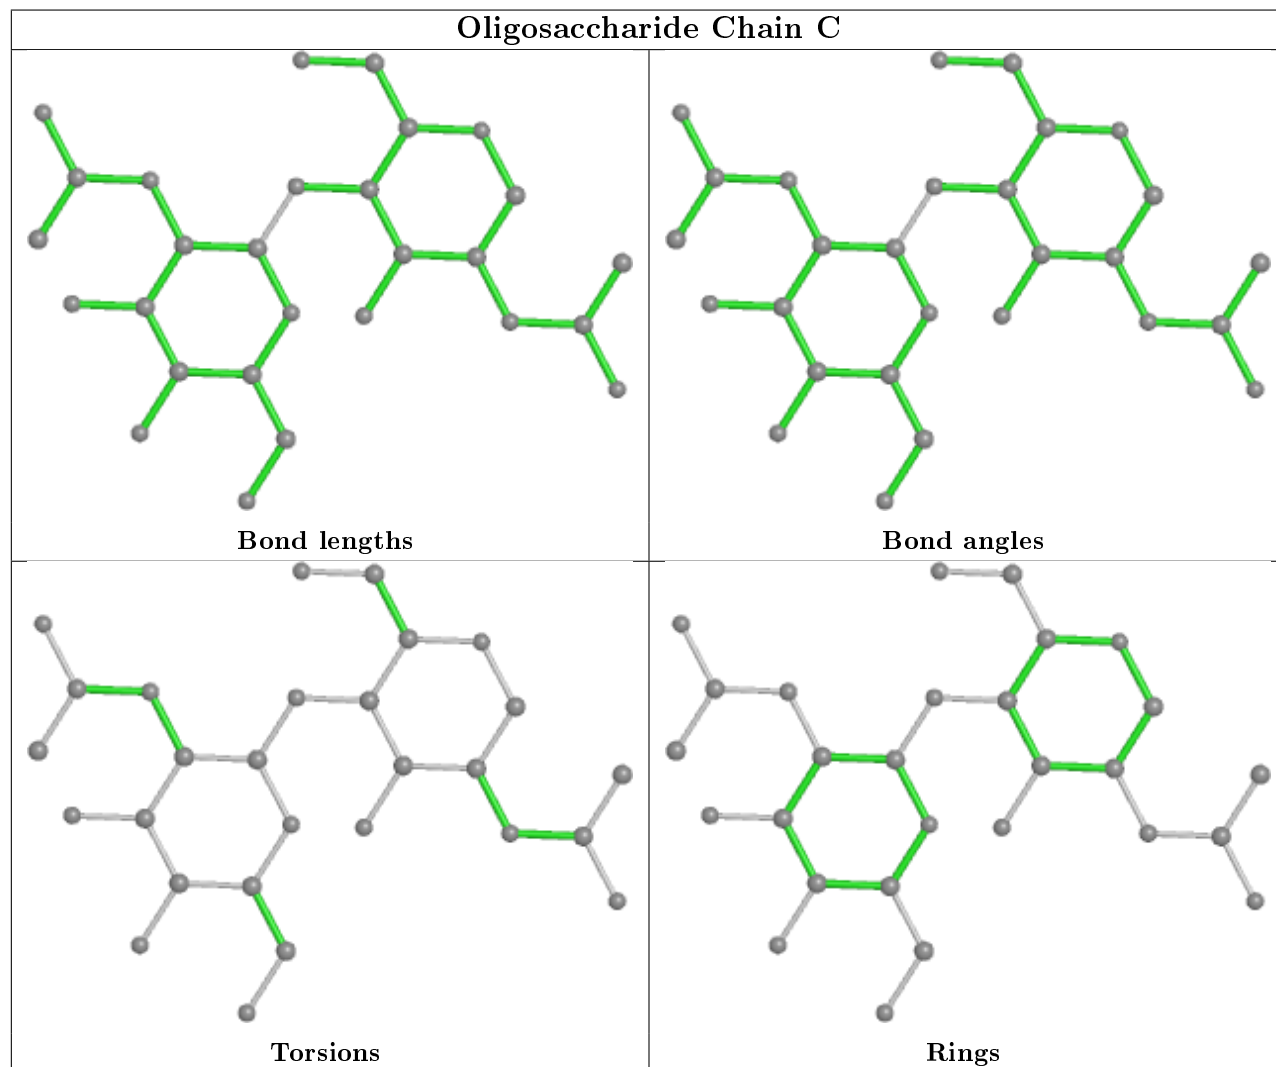 Oligosaccharide Chain C
Bond lengths
Bond angles
Torsions
Rings